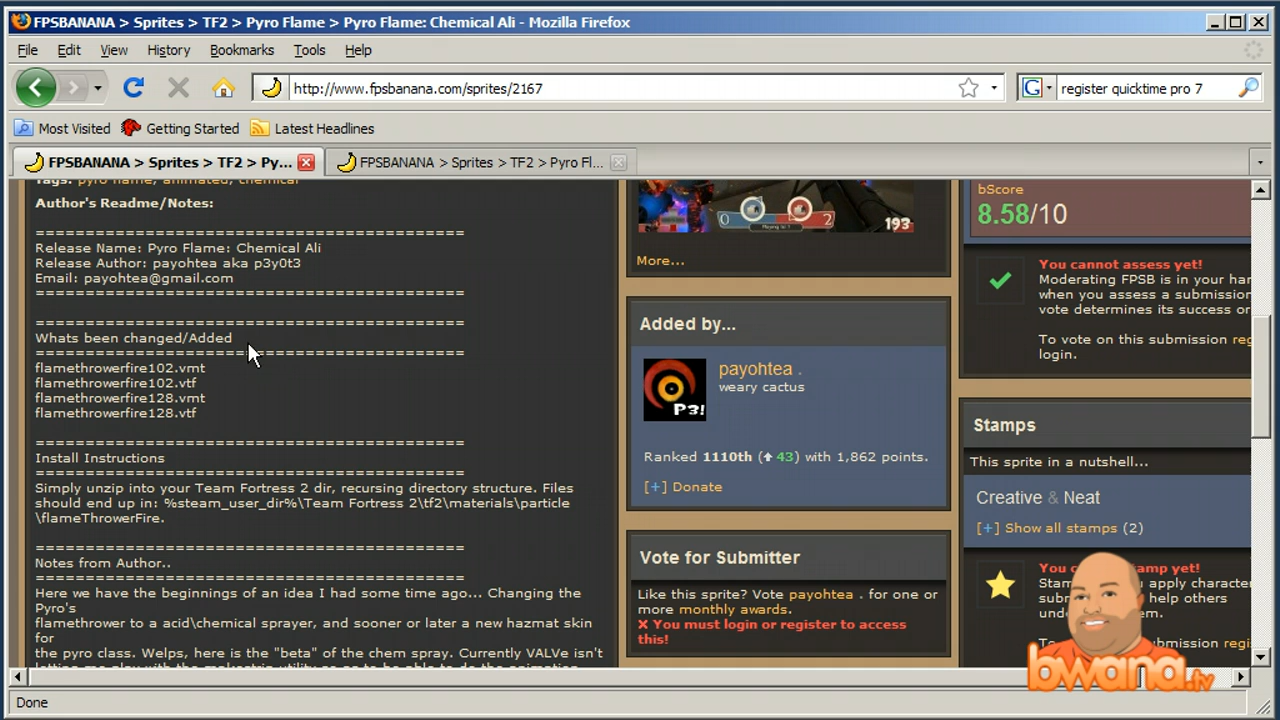 FPSBANANA > Sprites > TF2 > Pyro Flame > Pyro Flame: Chemical Ali - Mozilla Firefox
File Edit View History Bookmarks Tools Help
http://www.fpsbanana.com/sprites/2167
G register quicktime pro 7
Most Visited Getting Started Latest Headlines
FPSBANANA > Sprites > TF2 > Py... FPSBANANA > Sprites > TF2 > Pyro Fl...
Tags: pyro flame, animated, chemical
Author's Readme/Notes:
=========================================
Release Name: Pyro Flame: Chemical Ali
Release Author: payohtea aka p3y0t3
Email: payohtea@gmail.com
=========================================
=========================================
Whats been changed/Added
=========================================
flamethrowerfire102.vmt
flamethrowerfire102.vtf
flamethrowerfire128.vmt
flamethrowerfire128.vtf
=========================================
Install Instructions
=========================================
Simply unzip into your Team Fortress 2 dir, recursing directory structure. Files
should end up in: %steam_user_dir%\Team Fortress 2\tf2\materials\particle
\flameThrowerFire.
=========================================
Notes from Author..
=========================================
Here we have the beginnings of an idea I had some time ago... Changing the
Pyro's
flamethrower to a acid\chemical sprayer, and sooner or later a new hazmat skin
for
the pyro class. Welps, here is the "beta" of the chem spray. Currently VALVe isn't
0 2 193
More...
Added by...
payohtea .
weary cactus
P3!
Ranked 1110th (43) with 1,862 points.
[+] Donate
Vote for Submitter
Like this sprite? Vote payohtea . for one or
more monthly awards.
You must login or register to access
this!
bScore
8.58/10
You cannot assess yet!
Moderating FPSB is in your har
when you assess a submission
vote determines its success or
To vote on this submission reg
login.
Stamps
This sprite in a nutshell...
Creative & Neat
[+] Show all stamps (2)
bwana.tv
Done